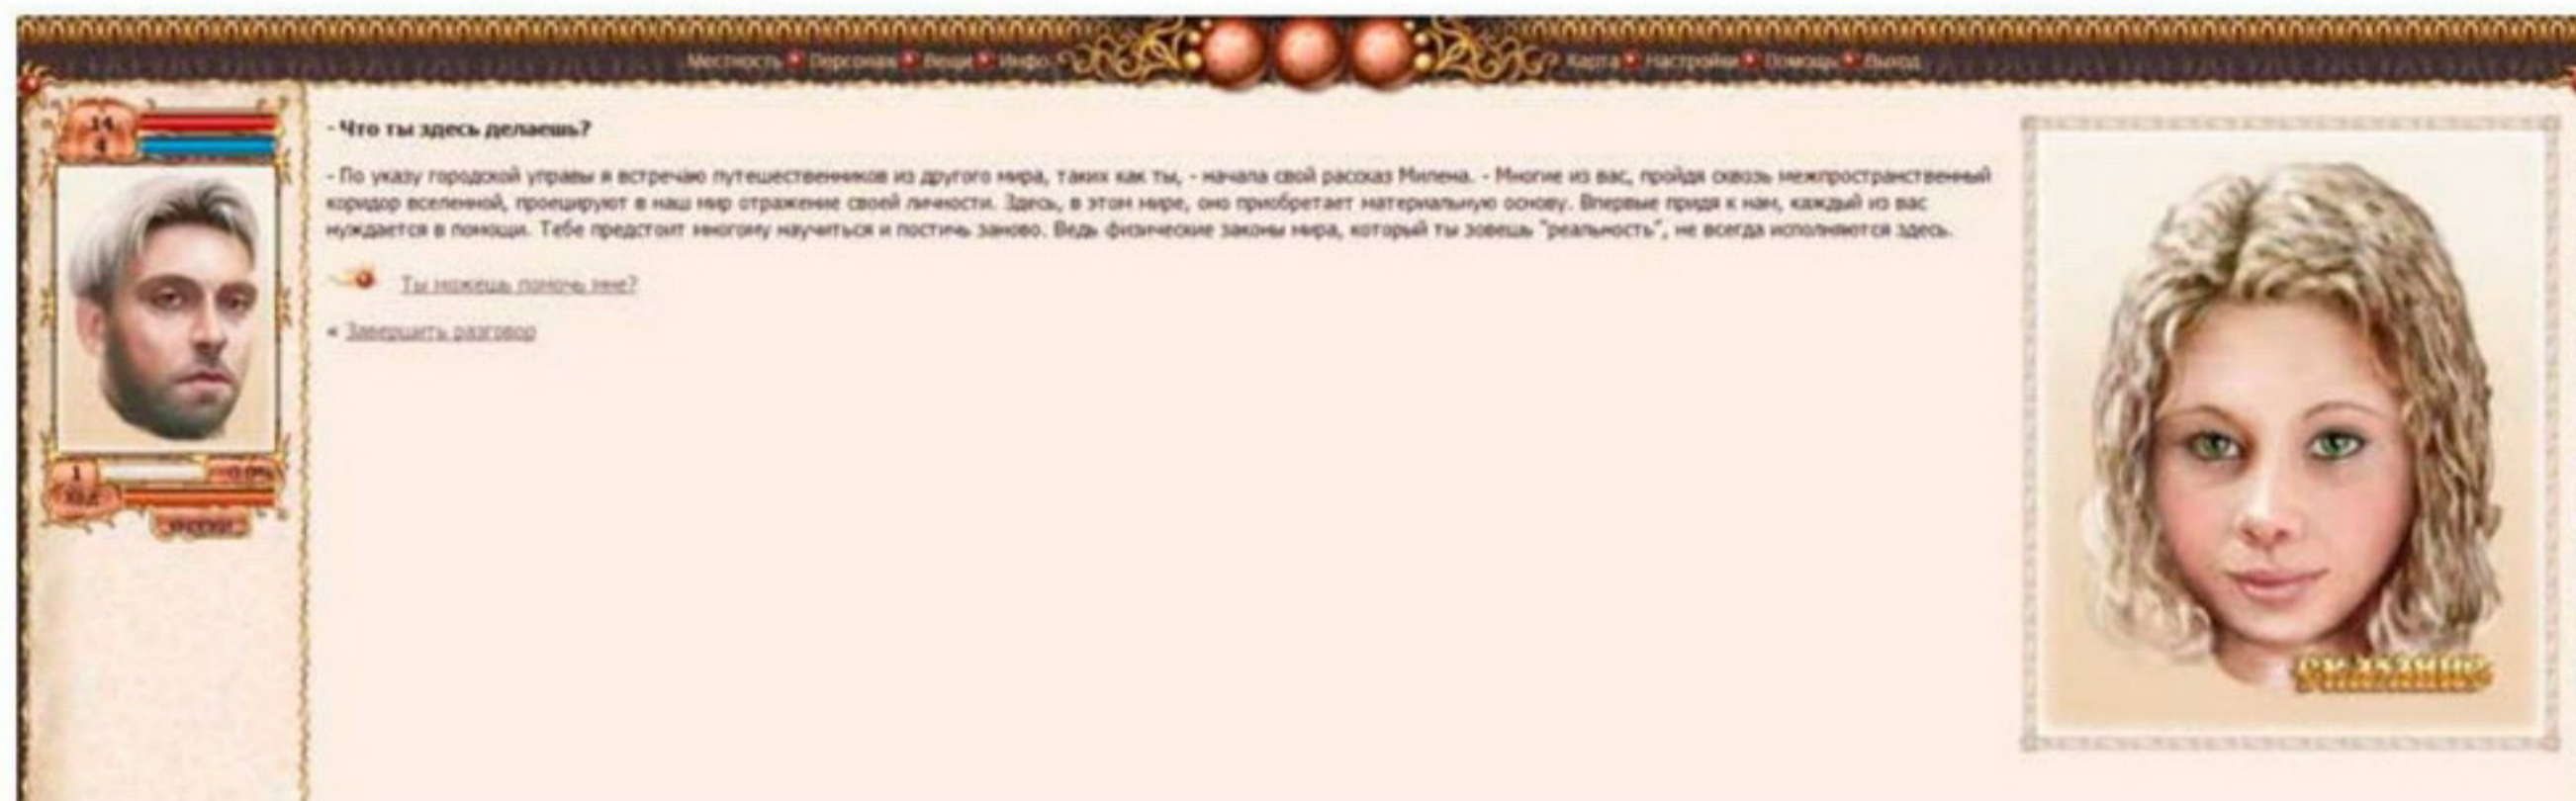 Местность Персонаж Вещи Инфо Карта Настройки Помощь Выход
14
4
- Что ты здесь делаешь?
- По указу городской управы я встречаю путешественников из другого мира, таких как ты, - начала свой рассказ Милена. - Многие из вас, пройдя сквозь межпространственный
коридор вселенной, проецируют в наш мир отражение своей личности. Здесь, в этом мире, оно приобретает материальную основу. Впервые придя к нам, каждый из вас
нуждается в помощи. Тебе предстоит многому научиться и постичь заново. Ведь физические законы мира, который ты зовешь "реальность", не всегда исполняются здесь.
Ты можешь помочь мне?
« Завершить разговор
1